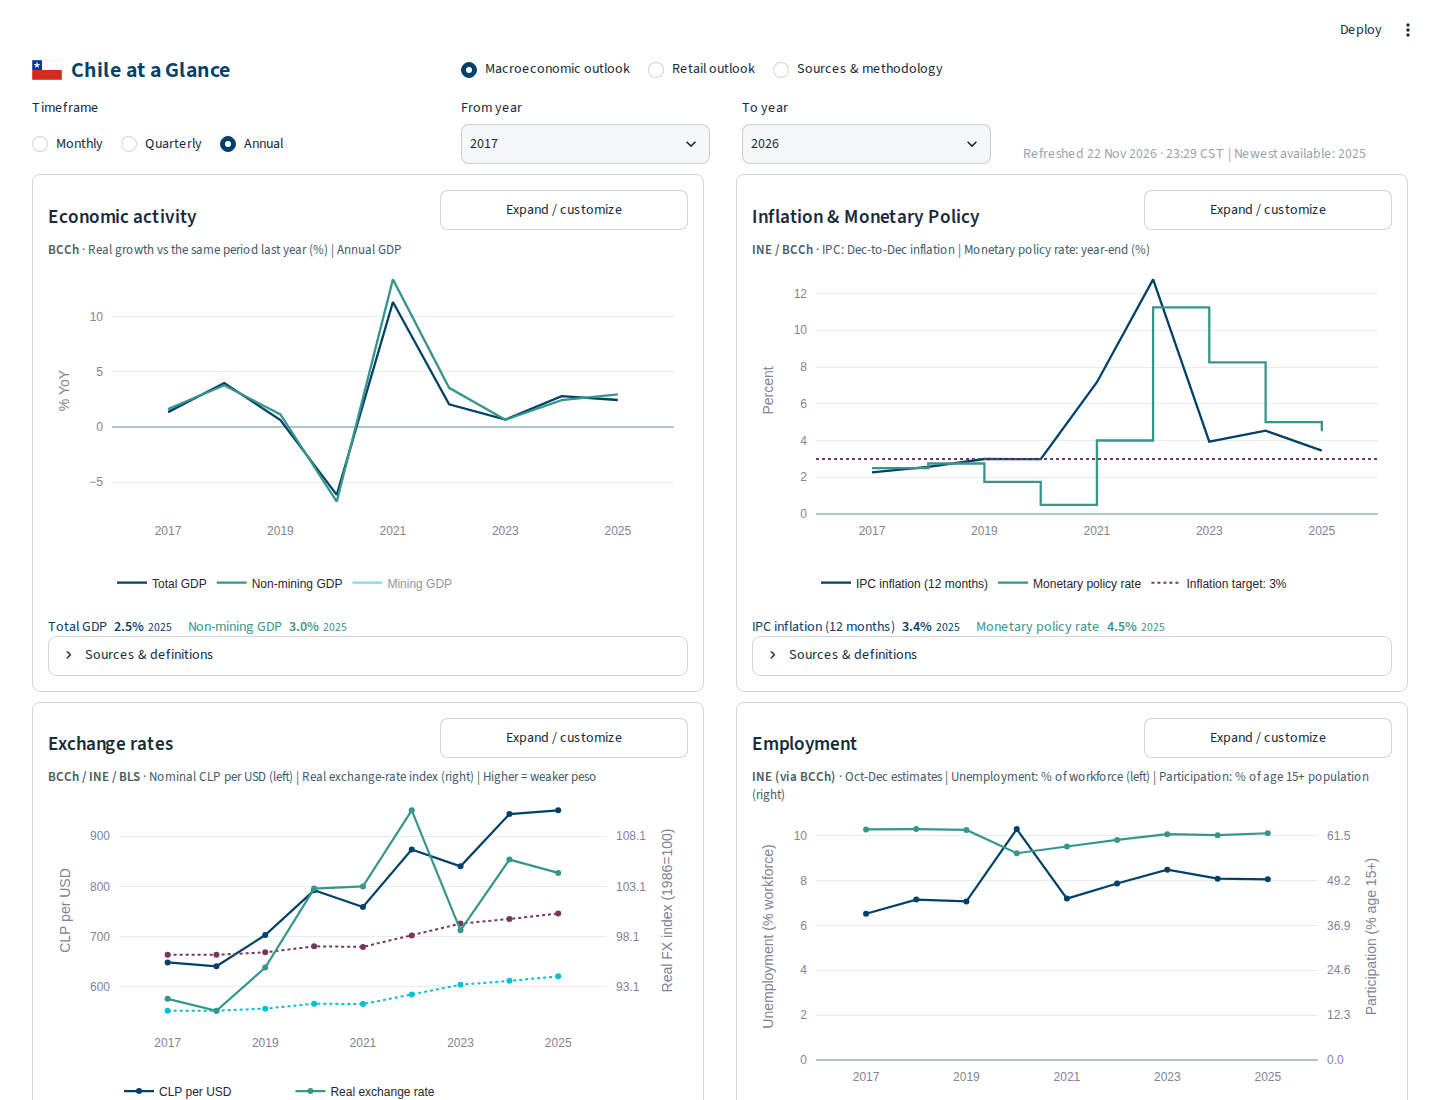 Deploy
Chile at a Glance
Macroeconomic outlook
Retail outlook
Sources & methodology
Timeframe
From year
To year
Monthly
Quarterly
Annual
2017
2026
Refreshed 22 Nov 2026 · 23:29 CST | Newest available: 2025
Economic activity
Expand / customize
BCCh · Real growth vs the same period last year (%) | Annual GDP
10
5
0
−5
% YoY
2017
2019
2021
2023
2025
Total GDP
Non-mining GDP
Mining GDP
Total GDP 2.5% 2025 Non-mining GDP 3.0% 2025
Sources & definitions
Inflation & Monetary Policy
Expand / customize
INE / BCCh · IPC: Dec-to-Dec inflation | Monetary policy rate: year-end (%)
12
10
8
6
4
2
0
Percent
2017
2019
2021
2023
2025
IPC inflation (12 months)
Monetary policy rate
Inflation target: 3%
IPC inflation (12 months) 3.4% 2025 Monetary policy rate 4.5% 2025
Sources & definitions
Exchange rates
Expand / customize
BCCh / INE / BLS · Nominal CLP per USD (left) | Real exchange-rate index (right) | Higher = weaker peso
900
800
700
600
CLP per USD
108.1
103.1
98.1
93.1
Real FX index (1986=100)
2017
2019
2021
2023
2025
CLP per USD
Real exchange rate
Employment
Expand / customize
INE (via BCCh) · Oct-Dec estimates | Unemployment: % of workforce (left) | Participation: % of age 15+ population
(right)
10
8
6
4
2
0
Unemployment (% workforce)
61.5
49.2
36.9
24.6
12.3
0.0
Participation (% age 15+)
2017
2019
2021
2023
2025